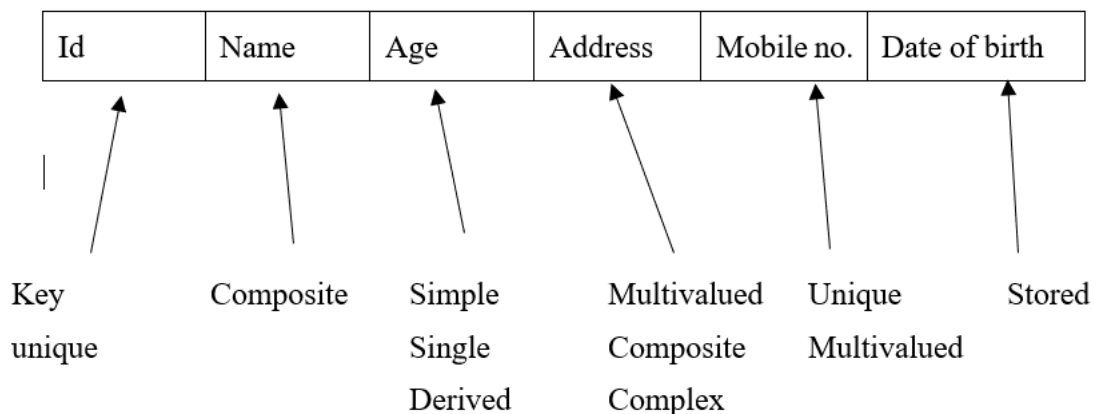 Id Name Age Address Mobile no. Date of birth
Key Composite Simple Multivalued Unique Stored
unique Single Composite Multivalued
Derived Complex